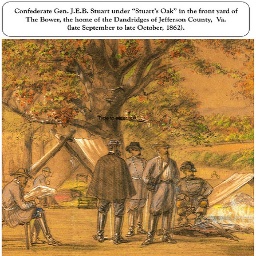 Confederate Gen. J.E.B. Stuart under “Stuart’s Oak” in the front yard of
The Bower, the home of the Dandridges of Jefferson County, Va.
(late September to late October, 1862).